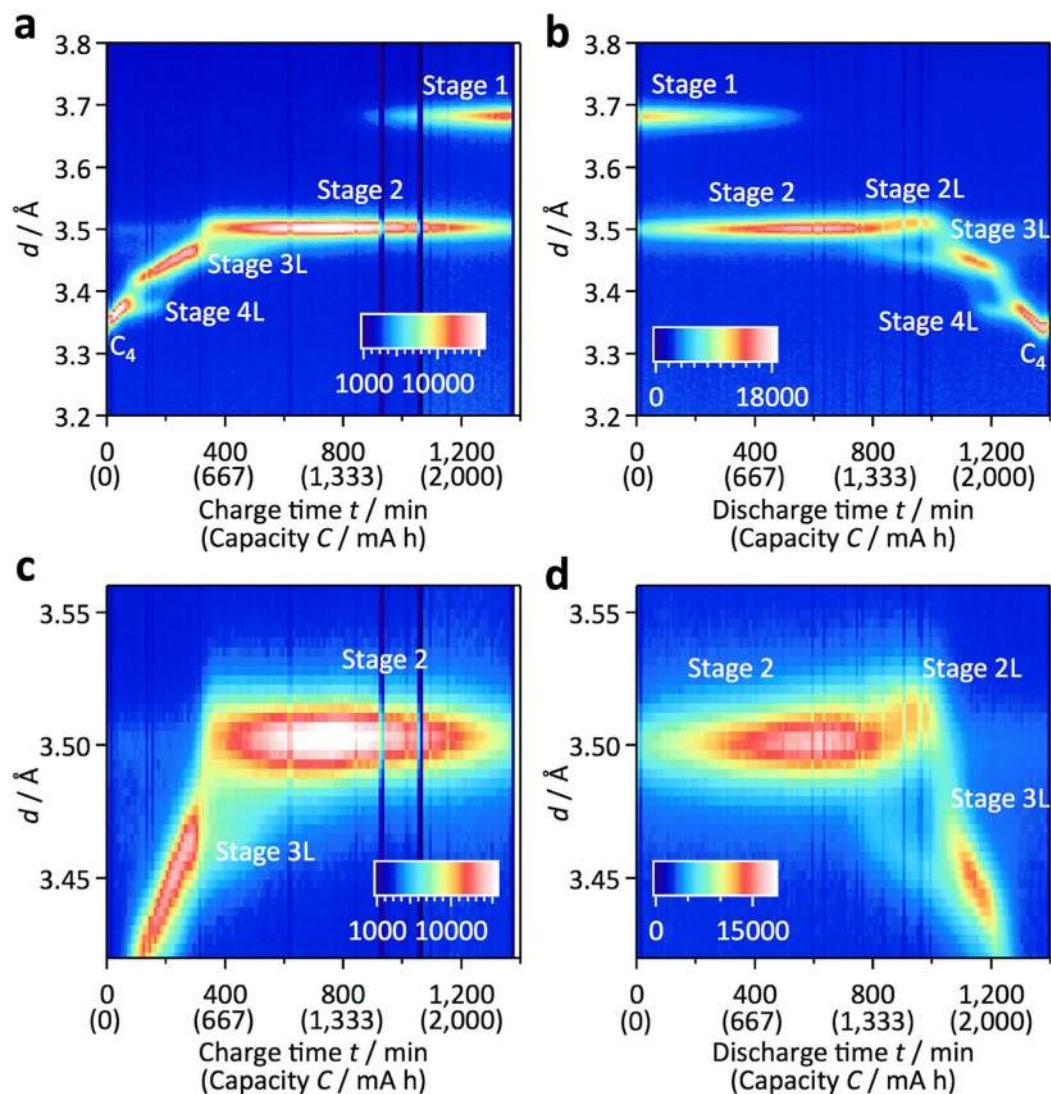 a
3.8
3.7
3.6
3.5
3.4
3.3
3.2
d / Å
Stage 1
Stage 2
Stage 3L
Stage 4L
C4
1000 10000
0 400 800 1,200
(0) (667) (1,333) (2,000)
Charge time t / min
(Capacity C / mA h)
b
3.8
3.7
3.6
3.5
3.4
3.3
3.2
d / Å
Stage 1
Stage 2
Stage 2L
Stage 3L
Stage 4L
C4
0 18000
0 400 800 1,200
(0) (667) (1,333) (2,000)
Discharge time t / min
(Capacity C / mA h)
c
3.55
3.50
3.45
d / Å
Stage 2
Stage 3L
1000 10000
0 400 800 1,200
(0) (667) (1,333) (2,000)
Charge time t / min
(Capacity C / mA h)
d
3.55
3.50
3.45
d / Å
Stage 2
Stage 2L
Stage 3L
0 15000
0 400 800 1,200
(0) (667) (1,333) (2,000)
Discharge time t / min
(Capacity C / mA h)